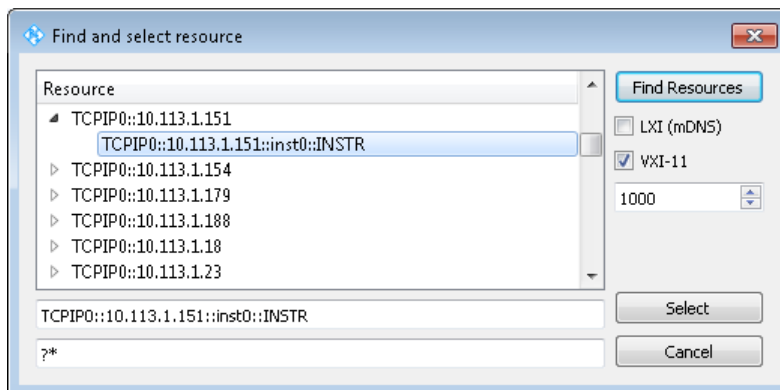 Find and select resource
Resource
Find Resources
TCPIP0::10.113.1.151
TCPIP0::10.113.1.151::inst0::INSTR
LXI (mDNS)
TCPIP0::10.113.1.154
VXI-11
TCPIP0::10.113.1.179
1000
TCPIP0::10.113.1.188
TCPIP0::10.113.1.18
TCPIP0::10.113.1.23
TCPIP0::10.113.1.151::inst0::INSTR
Select
?*
Cancel